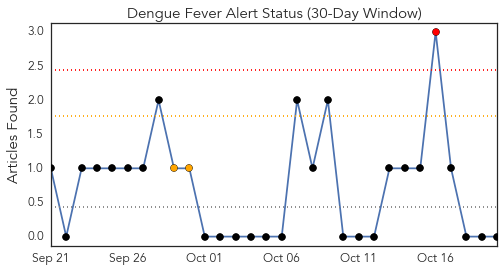 Dengue Fever Alert Status (30-Day Window)
Articles Found
3.0
2.5
2.0
1.5
1.0
0.5
0.0
Sep 21 Sep 26 Oct 01 Oct 06 Oct 11 Oct 16